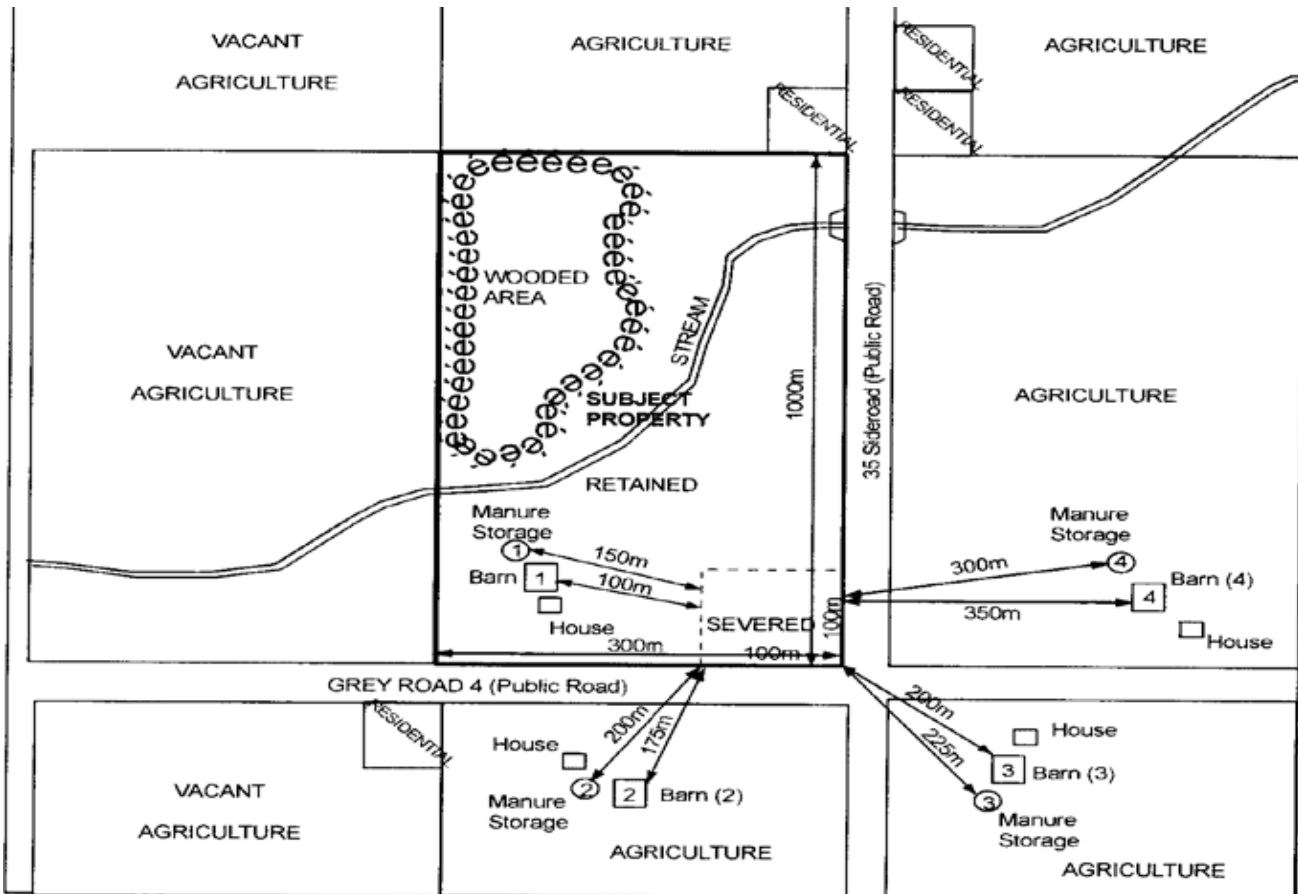 VACANT
AGRICULTURE
AGRICULTURE
RESIDENTIAL
RESIDENTIAL
RESIDENTIAL
AGRICULTURE
WOODED
AREA
STREAM
SUBJECT
PROPERTY
RETAINED
1000m
35 Sideroad (Public Road)
VACANT
AGRICULTURE
AGRICULTURE
Manure
Storage
1
150m
Barn
1
100m
House
SEVERED
100m
300m
100m
Manure
Storage
4
300m
Barn (4)
4
350m
House
GREY ROAD 4 (Public Road)
RESIDENTIAL
VACANT
AGRICULTURE
200m
175m
House
2
2
Barn (2)
Manure
Storage
AGRICULTURE
200m
225m
House
3
Barn (3)
3
Manure
Storage
AGRICULTURE